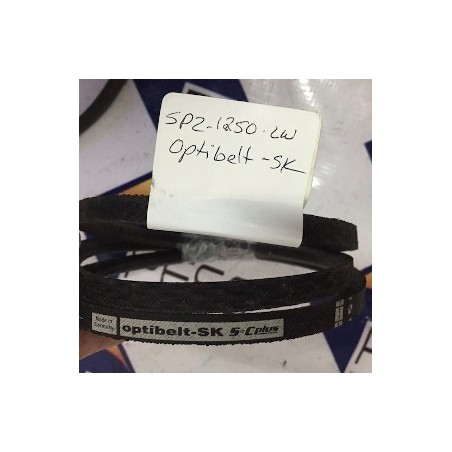 SPZ-1250-LW
Optibelt-SK
Made in
Germany
optibelt-SK S=C plus